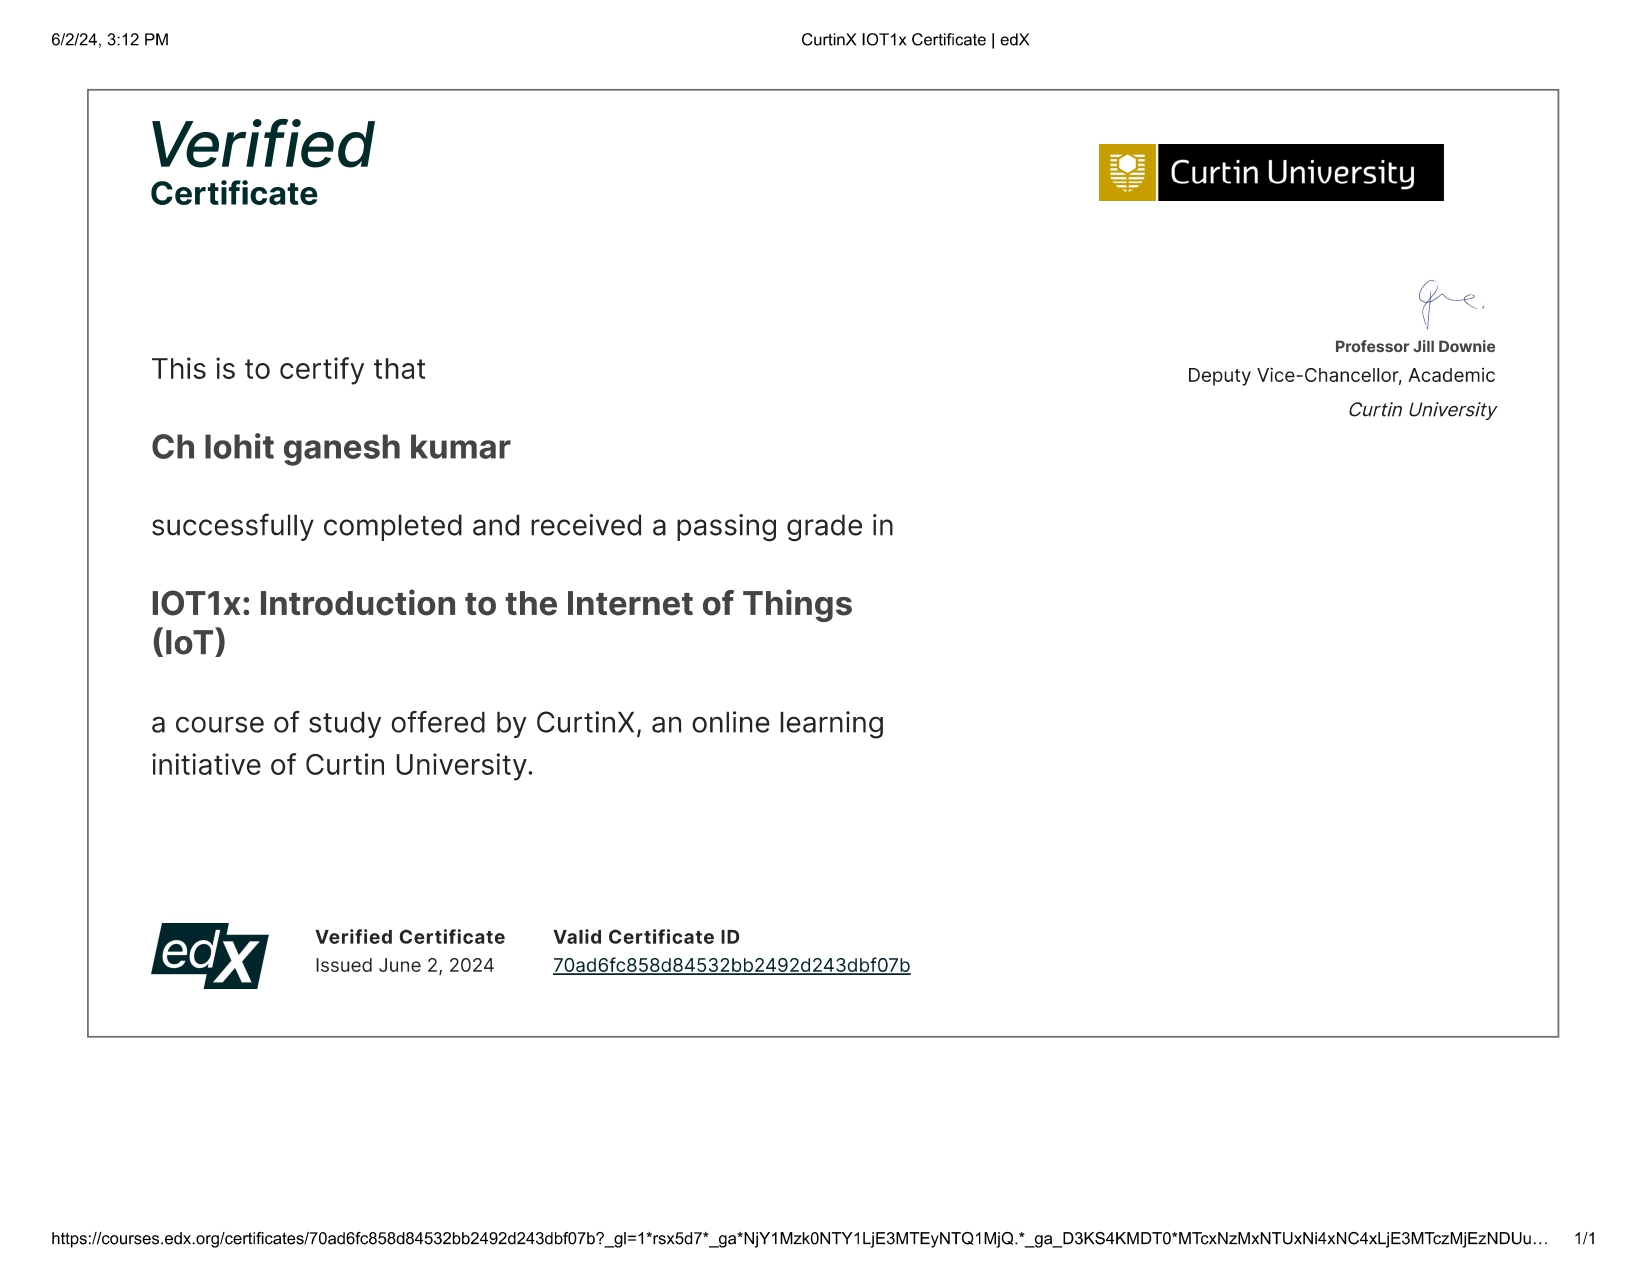 6/2/24, 3:12 PM
CurtinX IOT1x Certificate | edX
Verified
Certificate
Curtin University
Professor Jill Downie
Deputy Vice-Chancellor, Academic
Curtin University
This is to certify that
Ch lohit ganesh kumar
successfully completed and received a passing grade in
IOT1x: Introduction to the Internet of Things
(IoT)
a course of study offered by CurtinX, an online learning
initiative of Curtin University.
edX
Verified Certificate
Issued June 2, 2024
Valid Certificate ID
70ad6fc858d84532bb2492d243dbf07b
https://courses.edx.org/certificates/70ad6fc858d84532bb2492d243dbf07b?_gl=1*rsx5d7*_ga*NjY1Mzk0NTY1LjE3MTEyNTQ1MjQ.*_ga_D3KS4KMDT0*MTcxNzMxNTUxNi4xNC4xLjE3MTczMjEzNDUu…
1/1